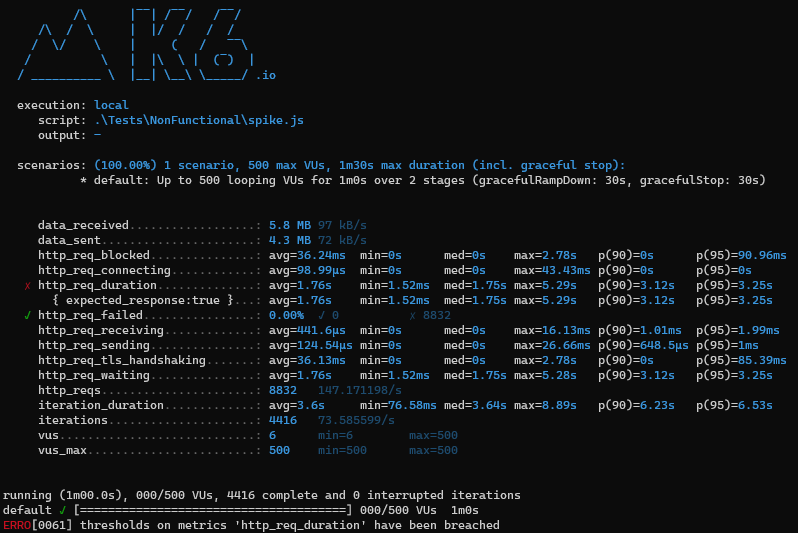 .io
execution: local
script: .\Tests\NonFunctional\spike.js
output: -
scenarios: (100.00%) 1 scenario, 500 max VUs, 1m30s max duration (incl. graceful stop):
* default: Up to 500 looping VUs for 1m0s over 2 stages (gracefulRampDown: 30s, gracefulStop: 30s)
data_received..................: 5.8 MB 97 kB/s
data_sent......................: 4.3 MB 72 kB/s
http_req_blocked...............: avg=36.24ms min=0s med=0s max=2.78s p(90)=0s p(95)=90.96ms
http_req_connecting............: avg=98.99µs min=0s med=0s max=43.43ms p(90)=0s p(95)=0s
✗ http_req_duration..............: avg=1.76s min=1.52ms med=1.75s max=5.29s p(90)=3.12s p(95)=3.25s
{ expected_response:true }...: avg=1.76s min=1.52ms med=1.75s max=5.29s p(90)=3.12s p(95)=3.25s
✓ http_req_failed................: 0.00% ✓ 0 ✗ 8832
http_req_receiving.............: avg=441.6µs min=0s med=0s max=16.13ms p(90)=1.01ms p(95)=1.99ms
http_req_sending...............: avg=124.54µs min=0s med=0s max=26.66ms p(90)=648.5µs p(95)=1ms
http_req_tls_handshaking.......: avg=36.13ms min=0s med=0s max=2.78s p(90)=0s p(95)=85.39ms
http_req_waiting...............: avg=1.76s min=1.52ms med=1.75s max=5.28s p(90)=3.12s p(95)=3.25s
http_reqs......................: 8832 147.171198/s
iteration_duration.............: avg=3.6s min=76.58ms med=3.64s max=8.89s p(90)=6.23s p(95)=6.53s
iterations.....................: 4416 73.585599/s
vus............................: 6 min=6 max=500
vus_max........................: 500 min=500 max=500
running (1m00.0s), 000/500 VUs, 4416 complete and 0 interrupted iterations
default ✓ [======================================] 000/500 VUs 1m0s
ERRO[0061] thresholds on metrics 'http_req_duration' have been breached